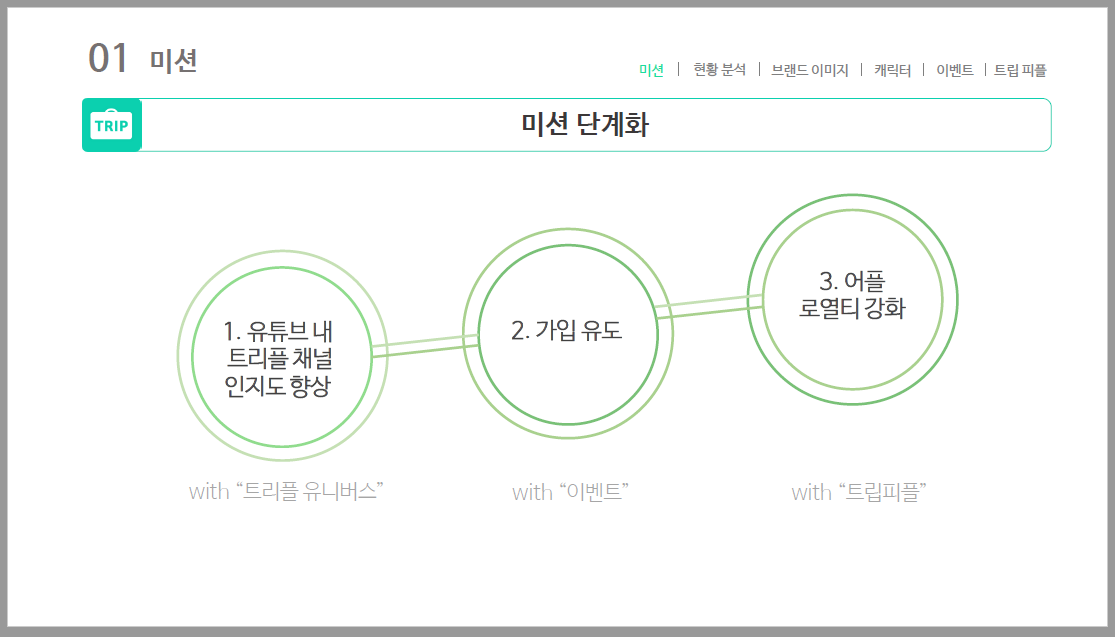 01 미션
미션 | 현황 분석 | 브랜드 이미지 | 캐릭터 | 이벤트 | 트립 피플
TRIP
미션 단계화
1. 유튜브 내
트리플 채널
인지도 향상
2. 가입 유도
3. 어플
로열티 강화
with “트리플 유니버스”
with “이벤트”
with “트립피플”